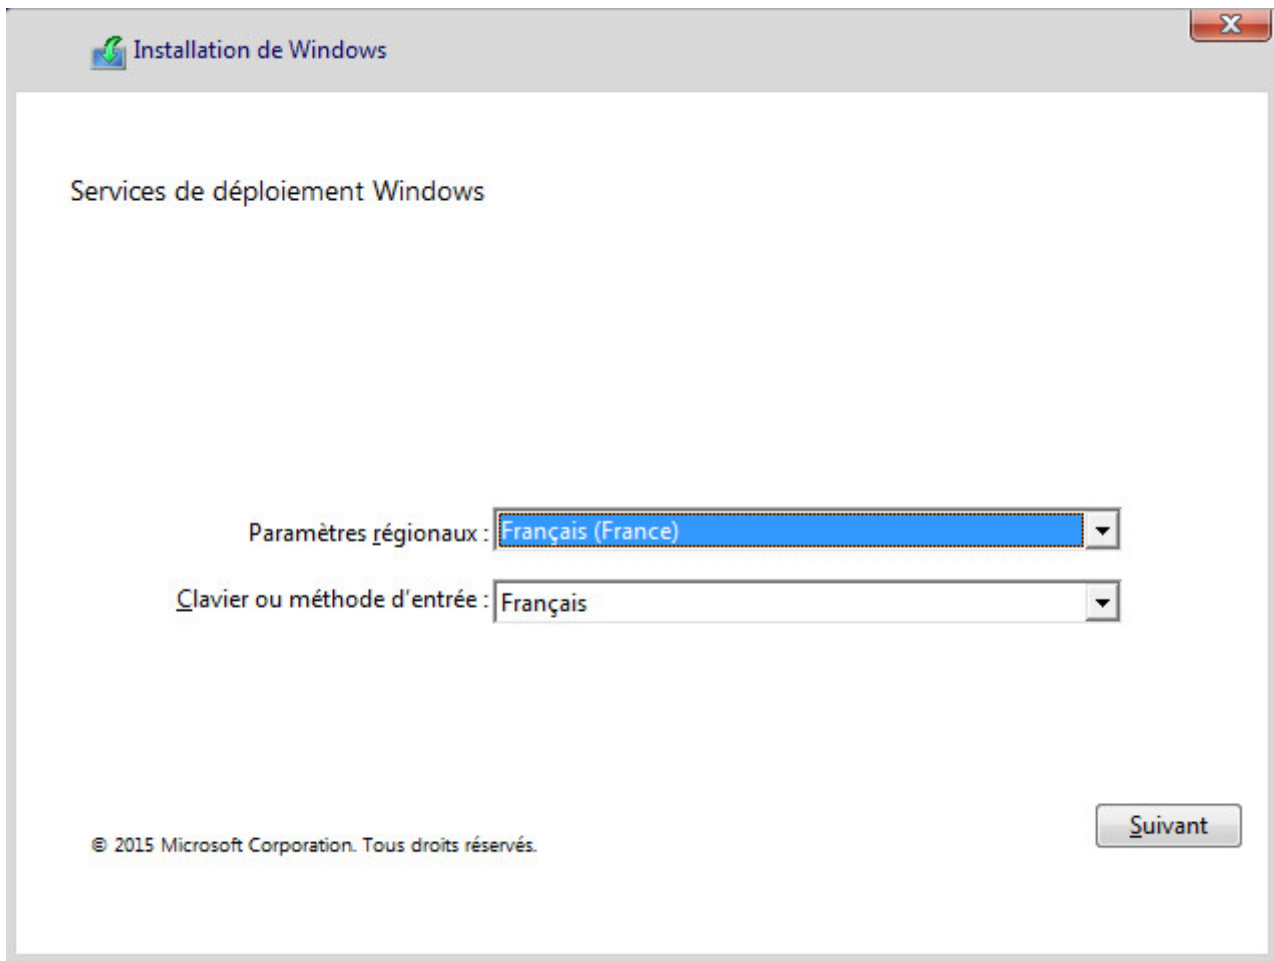 Installation de Windows
Services de déploiement Windows
Paramètres régionaux : Français (France)
Clavier ou méthode d'entrée : Français
Suivant
© 2015 Microsoft Corporation. Tous droits réservés.